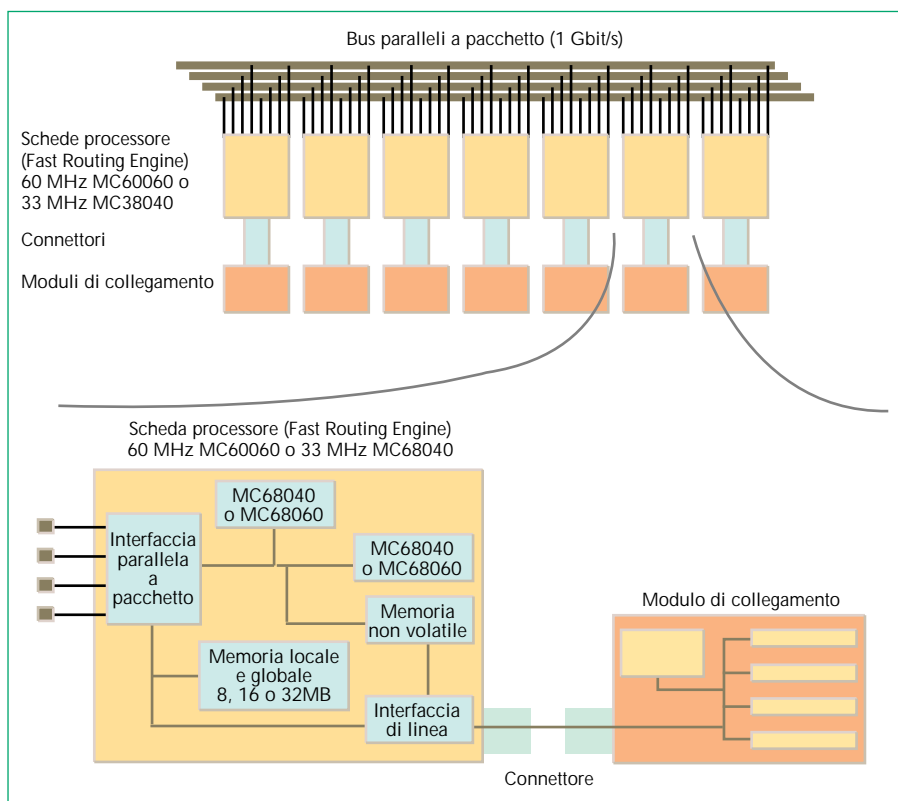 Bus paralleli a pacchetto (1 Gbit/s)
Schede processore
(Fast Routing Engine)
60 MHz MC60060 o
33 MHz MC38040
Connettori
Moduli di collegamento
Scheda processore (Fast Routing Engine)
60 MHz MC60060 o 33 MHz MC68040
MC68040
o MC68060
Interfaccia
parallela
a
pacchetto
MC68040
o MC68060
Memoria
non volatile
Memoria locale
e globale
8, 16 o 32MB
Interfaccia
di linea
Modulo di collegamento
Connettore